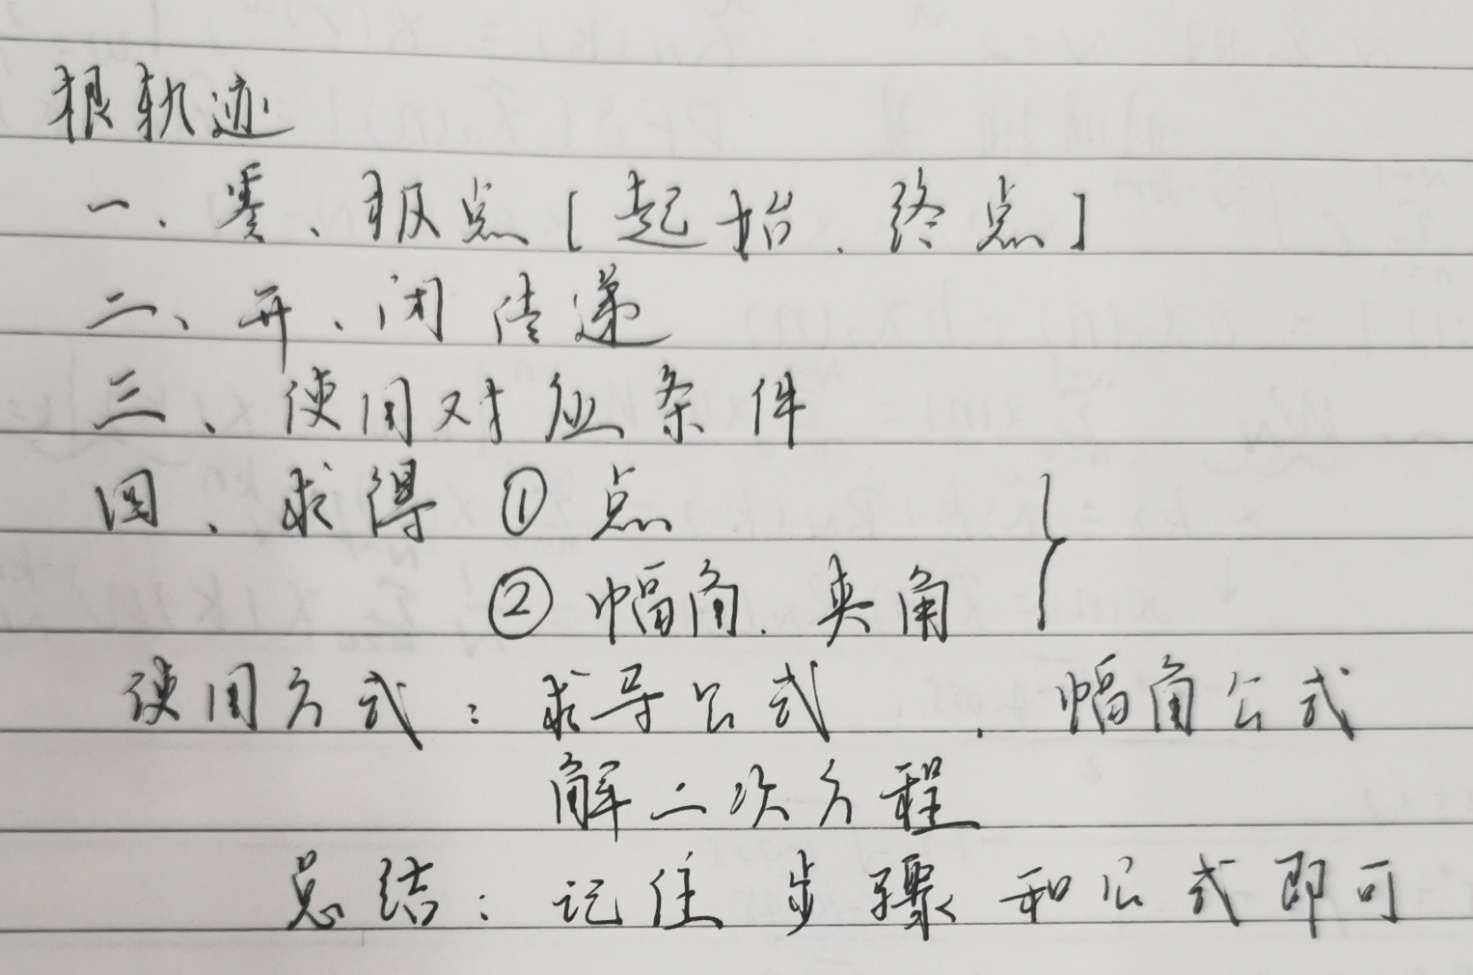 根轨迹
一、零、极点[起始、终点]
二、开、闭传递
三、使用对应条件
四、求得 ①点
②幅角、夹角
使用方式：求导公式、幅角公式
解二次方程
总结：记住步骤和公式即可